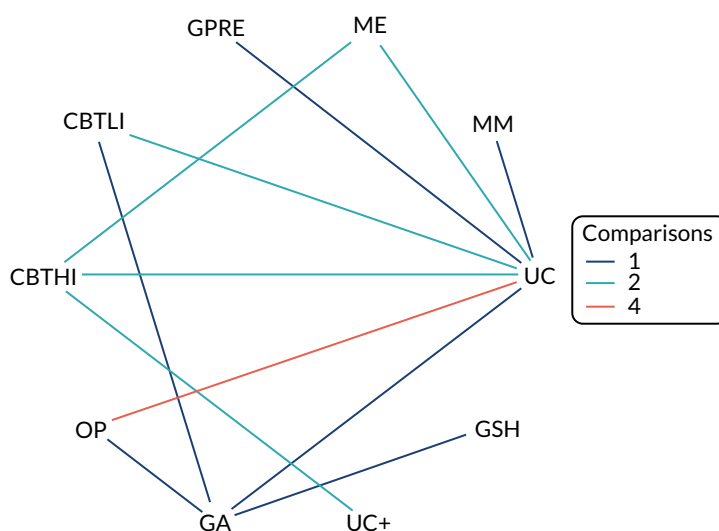 GPRE
ME
CBTLI
MM
CBTHI
UC
Comparisons
1
2
4
OP
GSH
GA
UC+